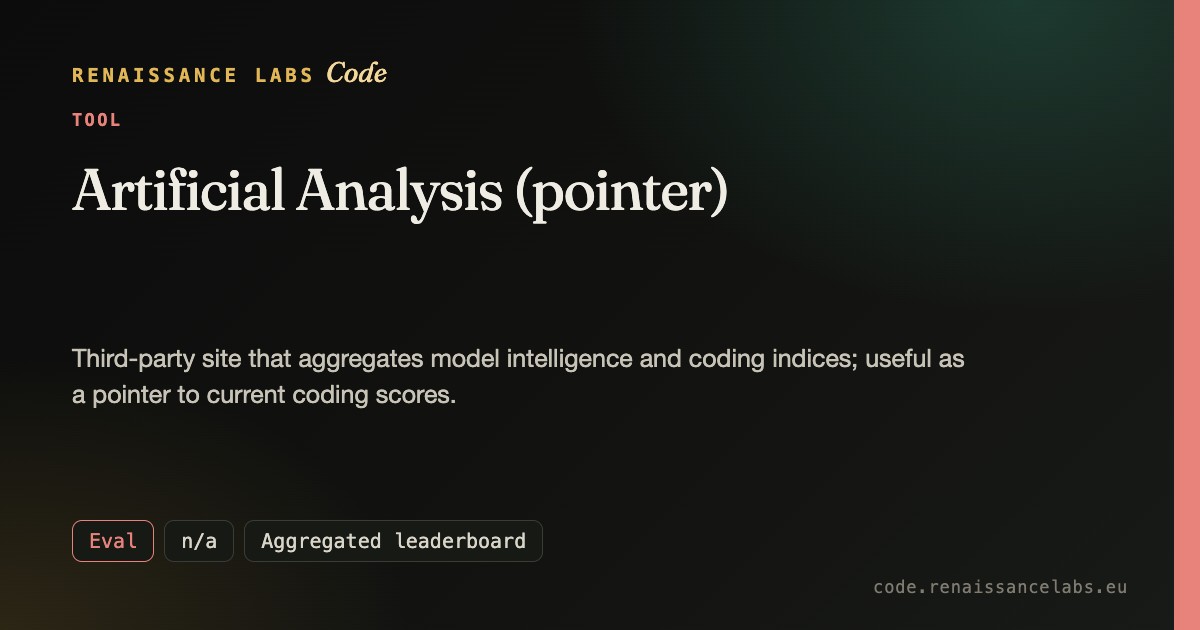 RENAISSANCE LABS Code
TOOL
Artificial Analysis (pointer)
Third-party site that aggregates model intelligence and coding indices; useful as
a pointer to current coding scores.
Eval n/a Aggregated leaderboard
code.renaissancelabs.eu